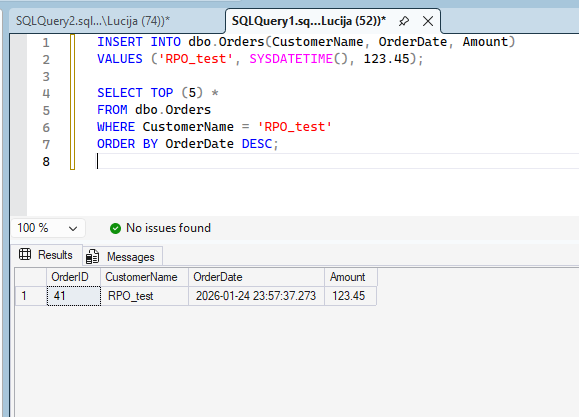 SQLQuery2.sql...\Lucija (74))*
SQLQuery1.sq...Lucija (52))*
1 INSERT INTO dbo.Orders(CustomerName, OrderDate, Amount)
2 VALUES ('RPO_test', SYSDATETIME(), 123.45);
3
4 SELECT TOP (5) *
5 FROM dbo.Orders
6 WHERE CustomerName = 'RPO_test'
7 ORDER BY OrderDate DESC;
8
100 % No issues found
Results Messages
OrderID CustomerName OrderDate Amount
1 41 RPO_test 2026-01-24 23:57:37.273 123.45